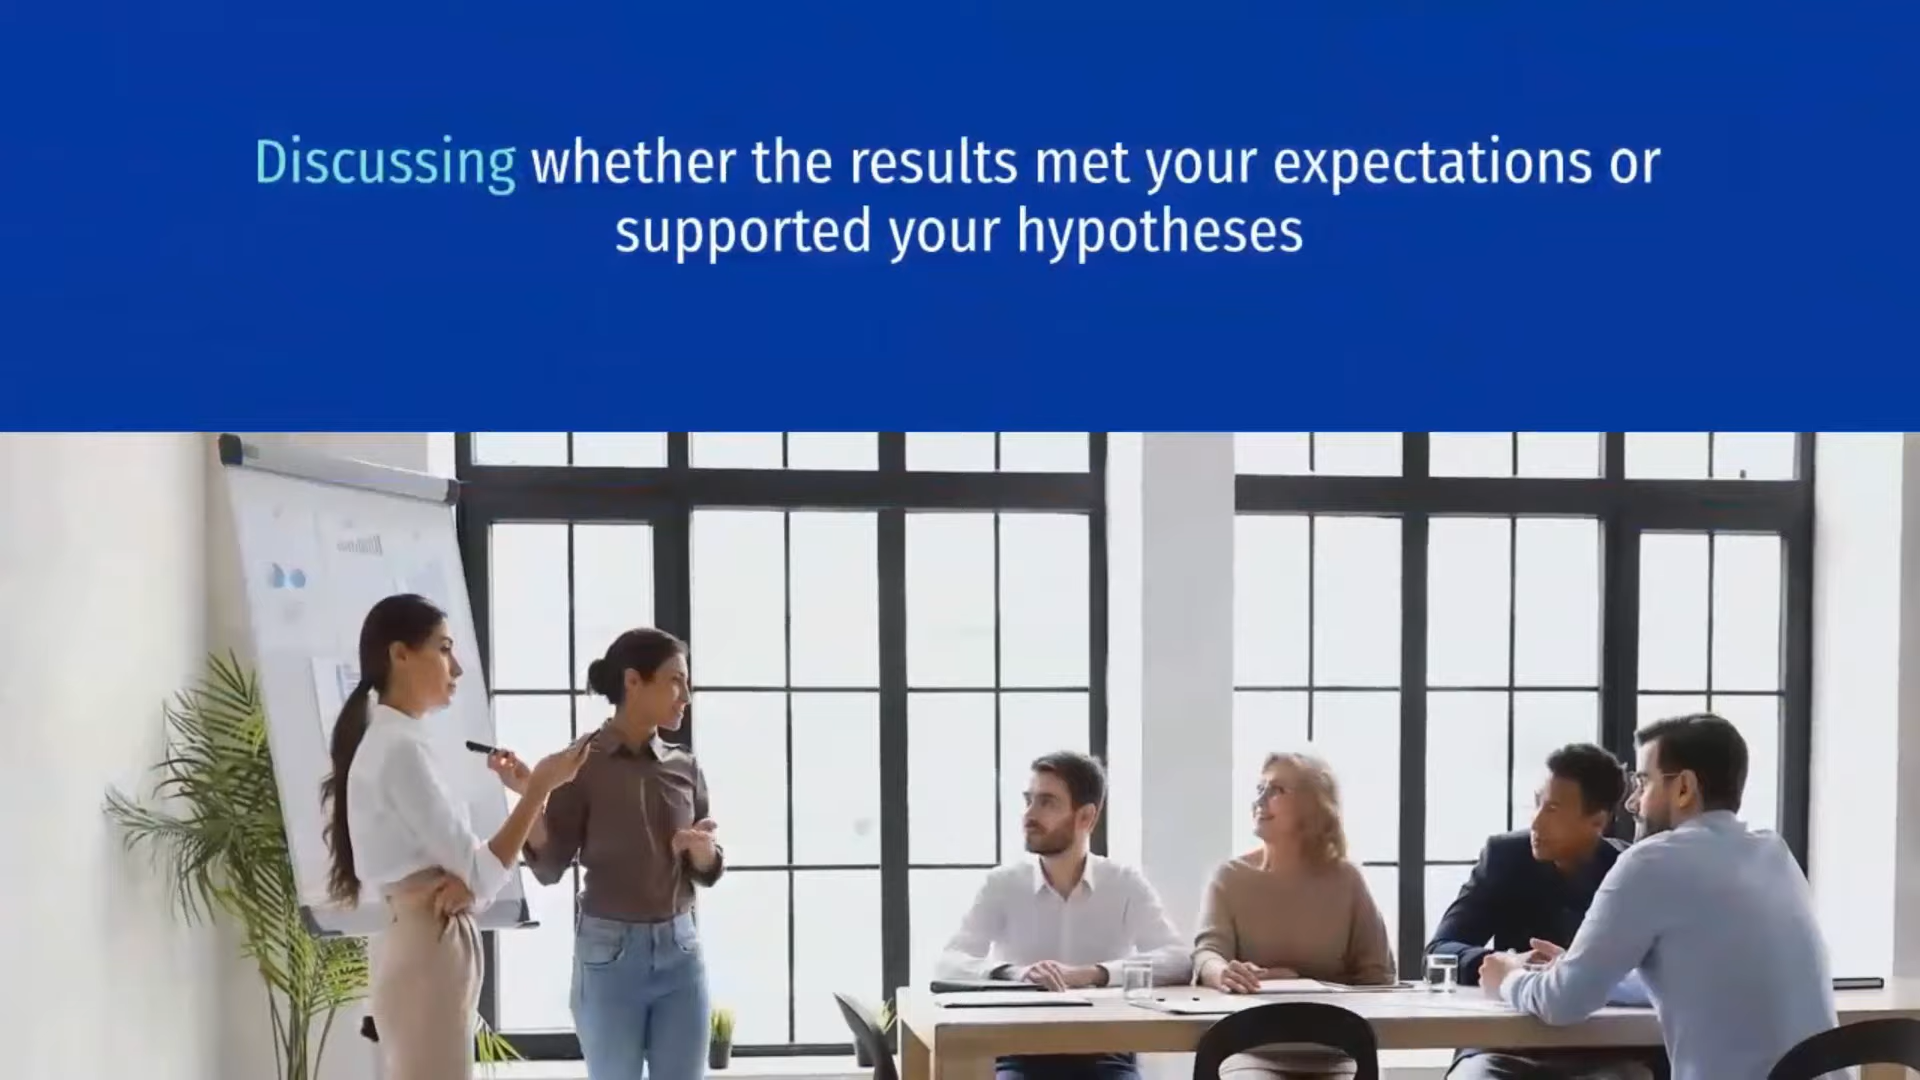 Discussing whether the results met your expectations or
supported your hypotheses